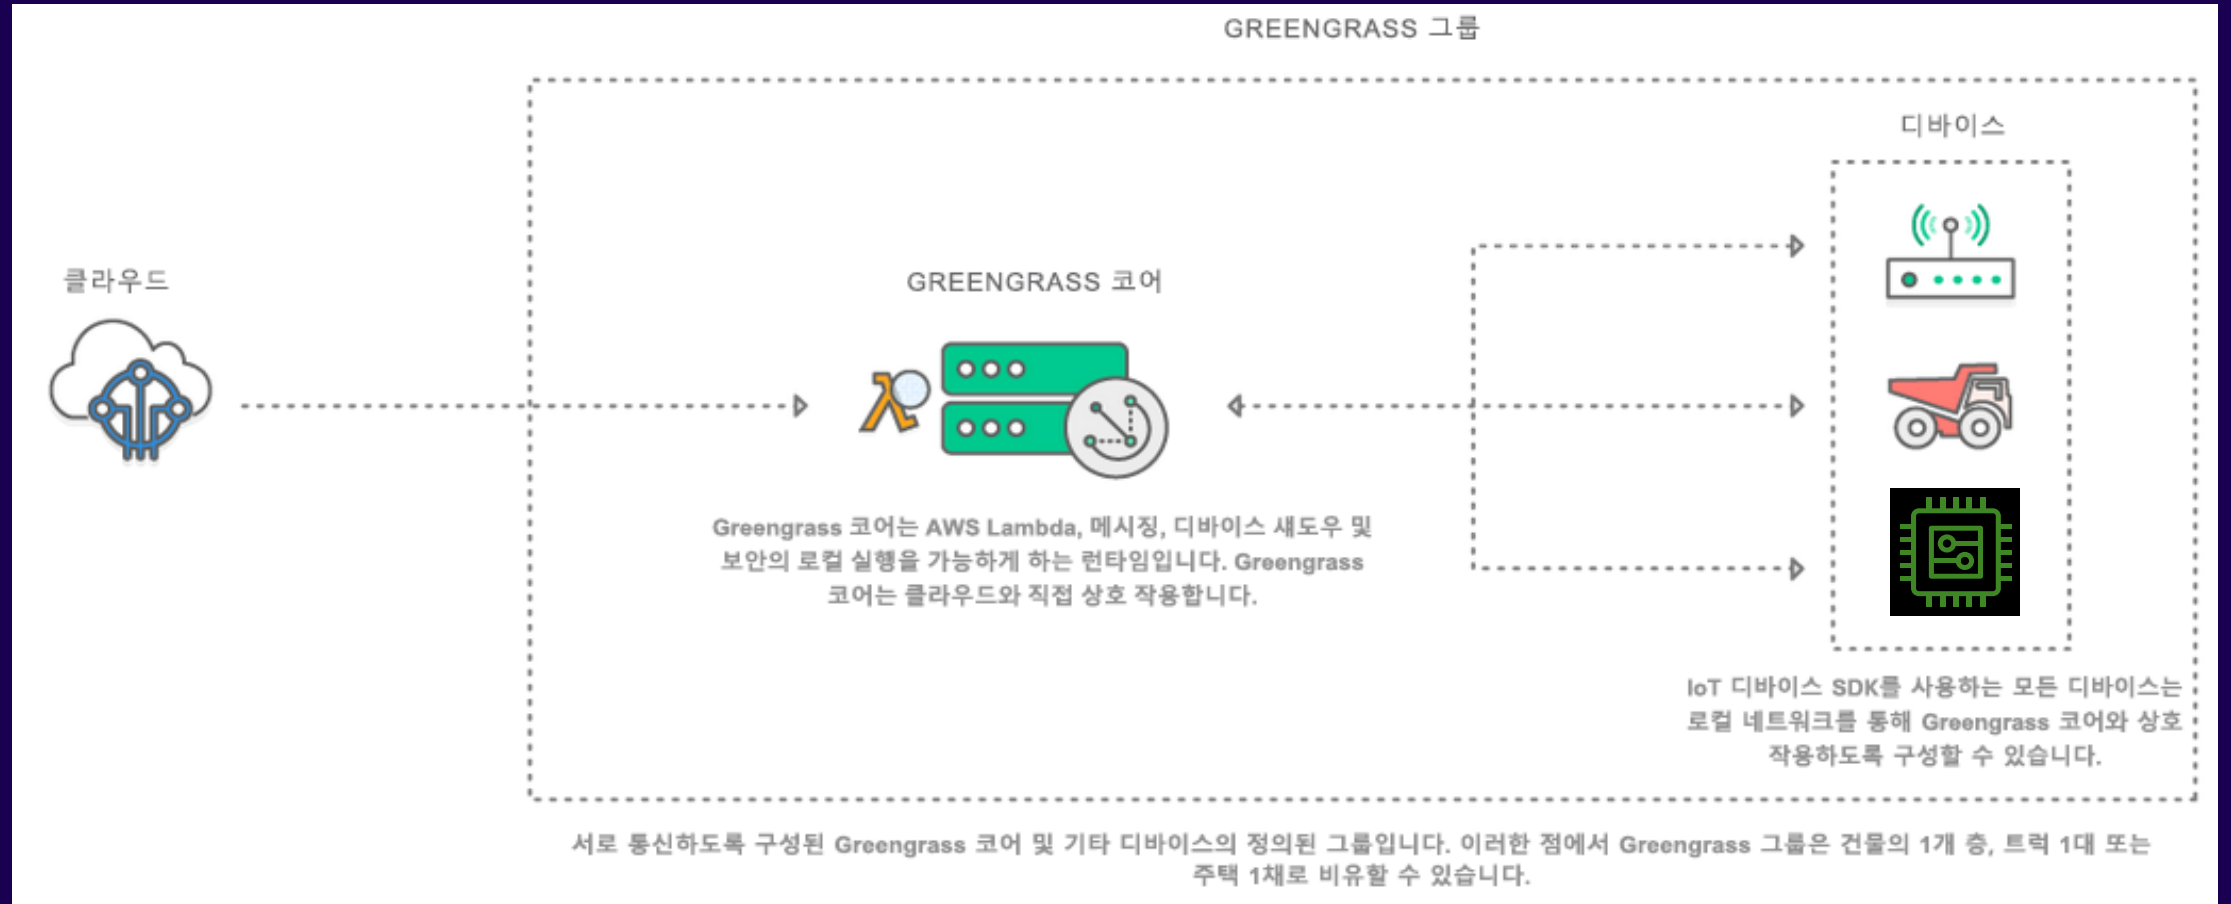 GREENGRASS 그룹
디바이스
클라우드
GREENGRASS 코어
Greengrass 코어는 AWS Lambda, 메시징, 디바이스 섀도우 및
보안의 로컬 실행을 가능하게 하는 런타임입니다. Greengrass
코어는 클라우드와 직접 상호 작용합니다.
IoT 디바이스 SDK를 사용하는 모든 디바이스는
로컬 네트워크를 통해 Greengrass 코어와 상호
작용하도록 구성할 수 있습니다.
서로 통신하도록 구성된 Greengrass 코어 및 기타 디바이스의 정의된 그룹입니다. 이러한 점에서 Greengrass 그룹은 건물의 1개 층, 트럭 1대 또는
주택 1채로 비유할 수 있습니다.